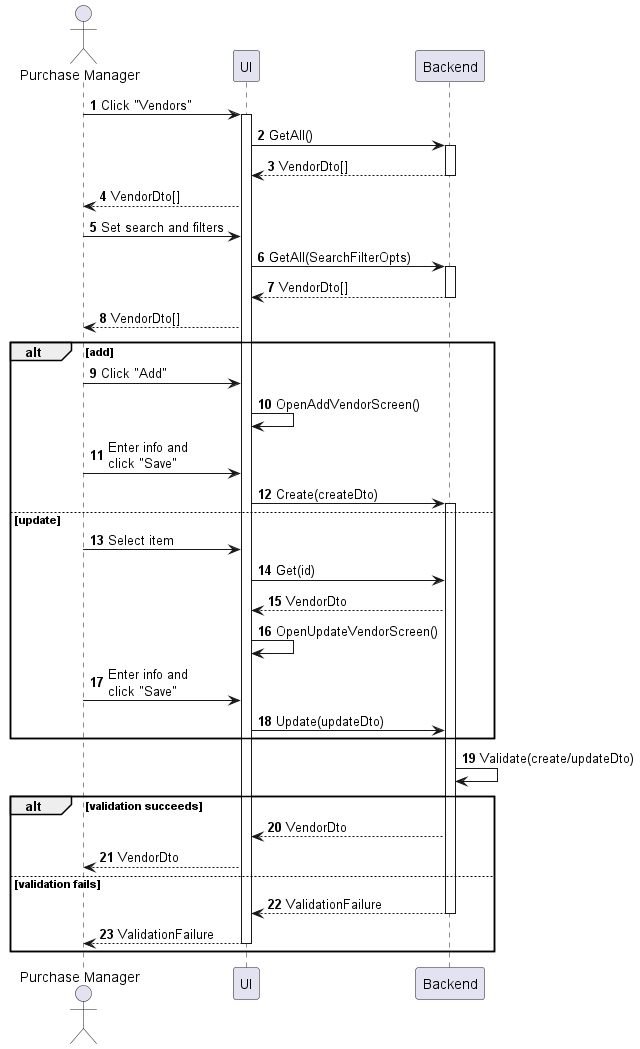 Purchase Manager
UI
Backend
1 Click "Vendors"
2 GetAll()
3 VendorDto[]
4 VendorDto[]
5 Set search and filters
6 GetAll(SearchFilterOpts)
7 VendorDto[]
8 VendorDto[]
alt [add]
9 Click "Add"
10 OpenAddVendorScreen()
11 Enter info and
click "Save"
12 Create(createDto)
[update]
13 Select item
14 Get(id)
15 VendorDto
16 OpenUpdateVendorScreen()
17 Enter info and
click "Save"
18 Update(updateDto)
19 Validate(create/updateDto)
alt [validation succeeds]
20 VendorDto
21 VendorDto
[validation fails]
22 ValidationFailure
23 ValidationFailure
Purchase Manager
UI
Backend